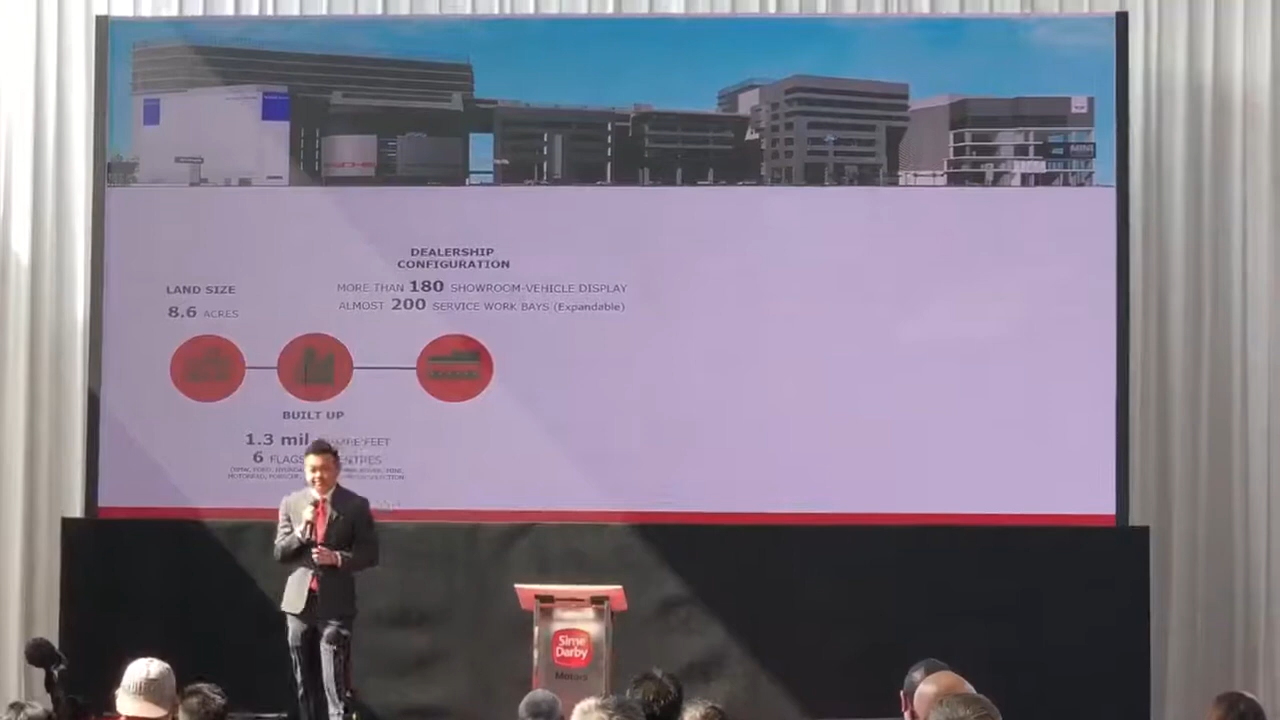 DEALERSHIP
CONFIGURATION
LAND SIZE
8.6 ACRES
MORE THAN 180 SHOWROOM-VEHICLE DISPLAY
ALMOST 200 SERVICE WORK BAYS (Expandable)
BUILT UP
1.3 mil
6
MINI
Sime
Darby
Motors